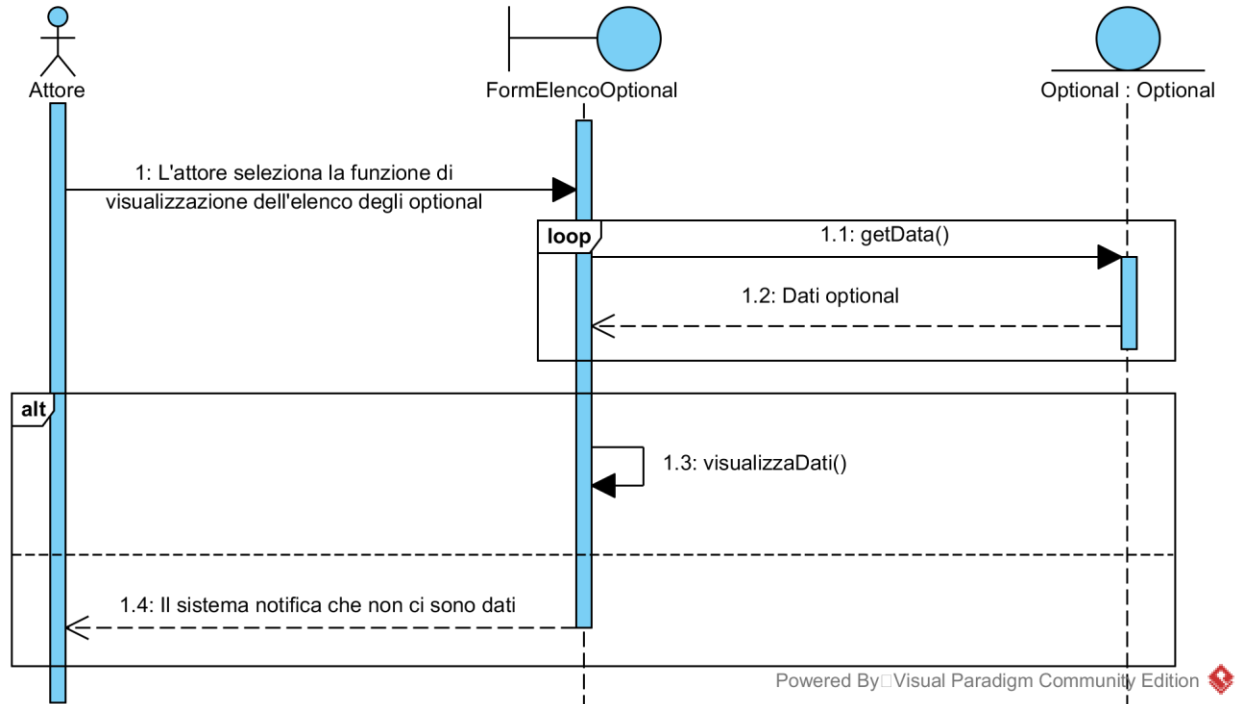 Attore
FormElencoOptional
Optional : Optional
1: L'attore seleziona la funzione di
visualizzazione dell'elenco degli optional
loop
1.1: getData()
1.2: Dati optional
alt
1.3: visualizzaDati()
1.4: Il sistema notifica che non ci sono dati
Powered By□Visual Paradigm Community Edition